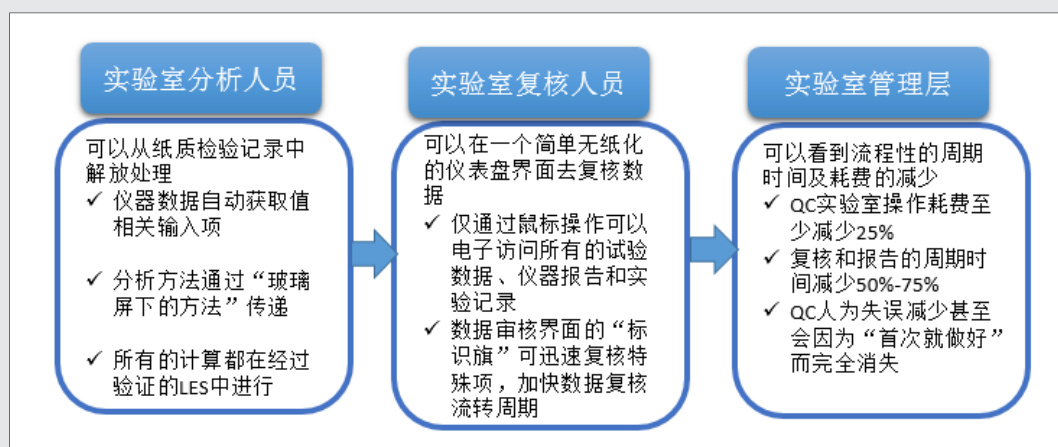 实验室分析人员
可以从纸质检验记录中
解放处理
✓ 仪器数据自动获取值
相关输入项
✓ 分析方法通过“玻璃
屏下的方法”传递
✓ 所有的计算都在经过
验证的LES中进行
实验室复核人员
可以在一个简单无纸化
的仪表盘界面去复核数
据
✓ 仅通过鼠标操作可以
电子访问所有的试验
数据、仪器报告和实
验记录
✓ 数据审核界面的“标
识旗”可迅速复核特
殊项，加快数据复核
流转周期
实验室管理层
可以看到流程性的周期
时间及耗费的减少
✓ QC实验室操作耗费至
少减少25%
✓ 复核和报告的周期时
间减少50%-75%
✓ QC人为失误减少甚至
会因为“首次就做好”
而完全消失